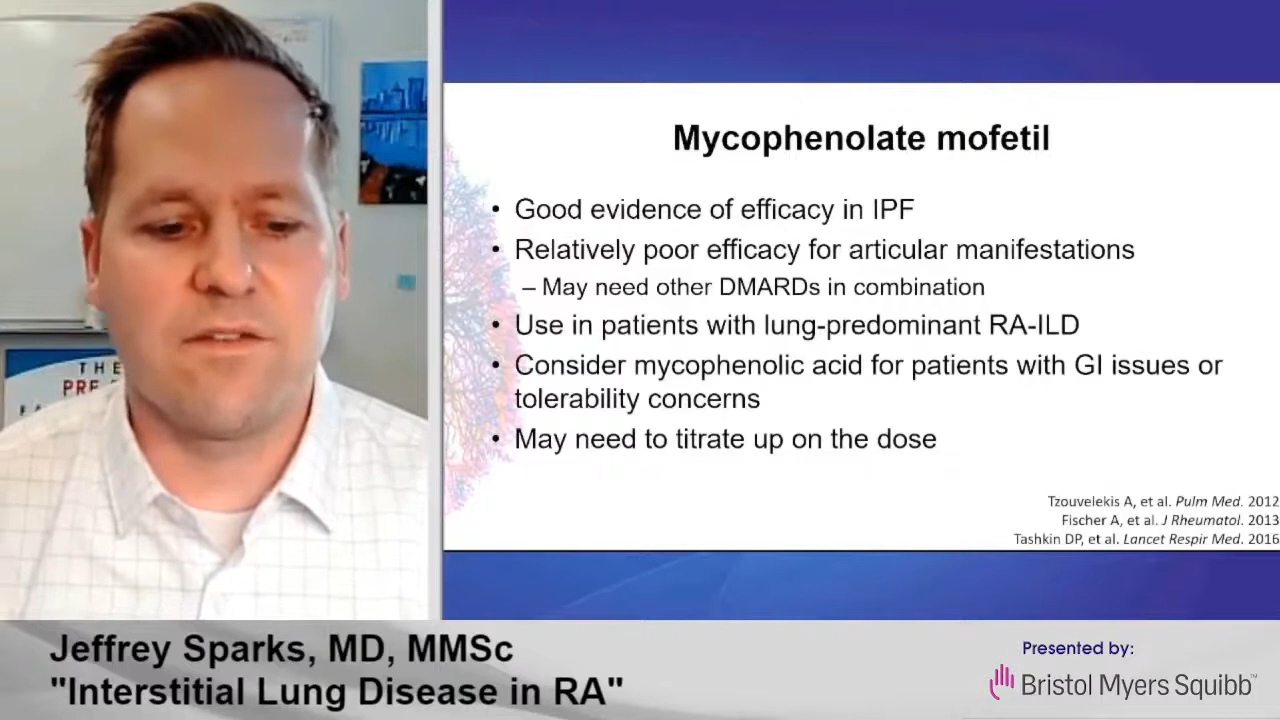 THE
PRE
Mycophenolate mofetil
• Good evidence of efficacy in IPF
• Relatively poor efficacy for articular manifestations
– May need other DMARDs in combination
• Use in patients with lung-predominant RA-ILD
• Consider mycophenolic acid for patients with GI issues or
tolerability concerns
• May need to titrate up on the dose
Tzouvelekis A, et al. Pulm Med. 2012
Fischer A, et al. J Rheumatol. 2013
Tashkin DP, et al. Lancet Respir Med. 2016
Jeffrey Sparks, MD, MMSc
"Interstitial Lung Disease in RA"
Presented by:
Bristol Myers Squibb™